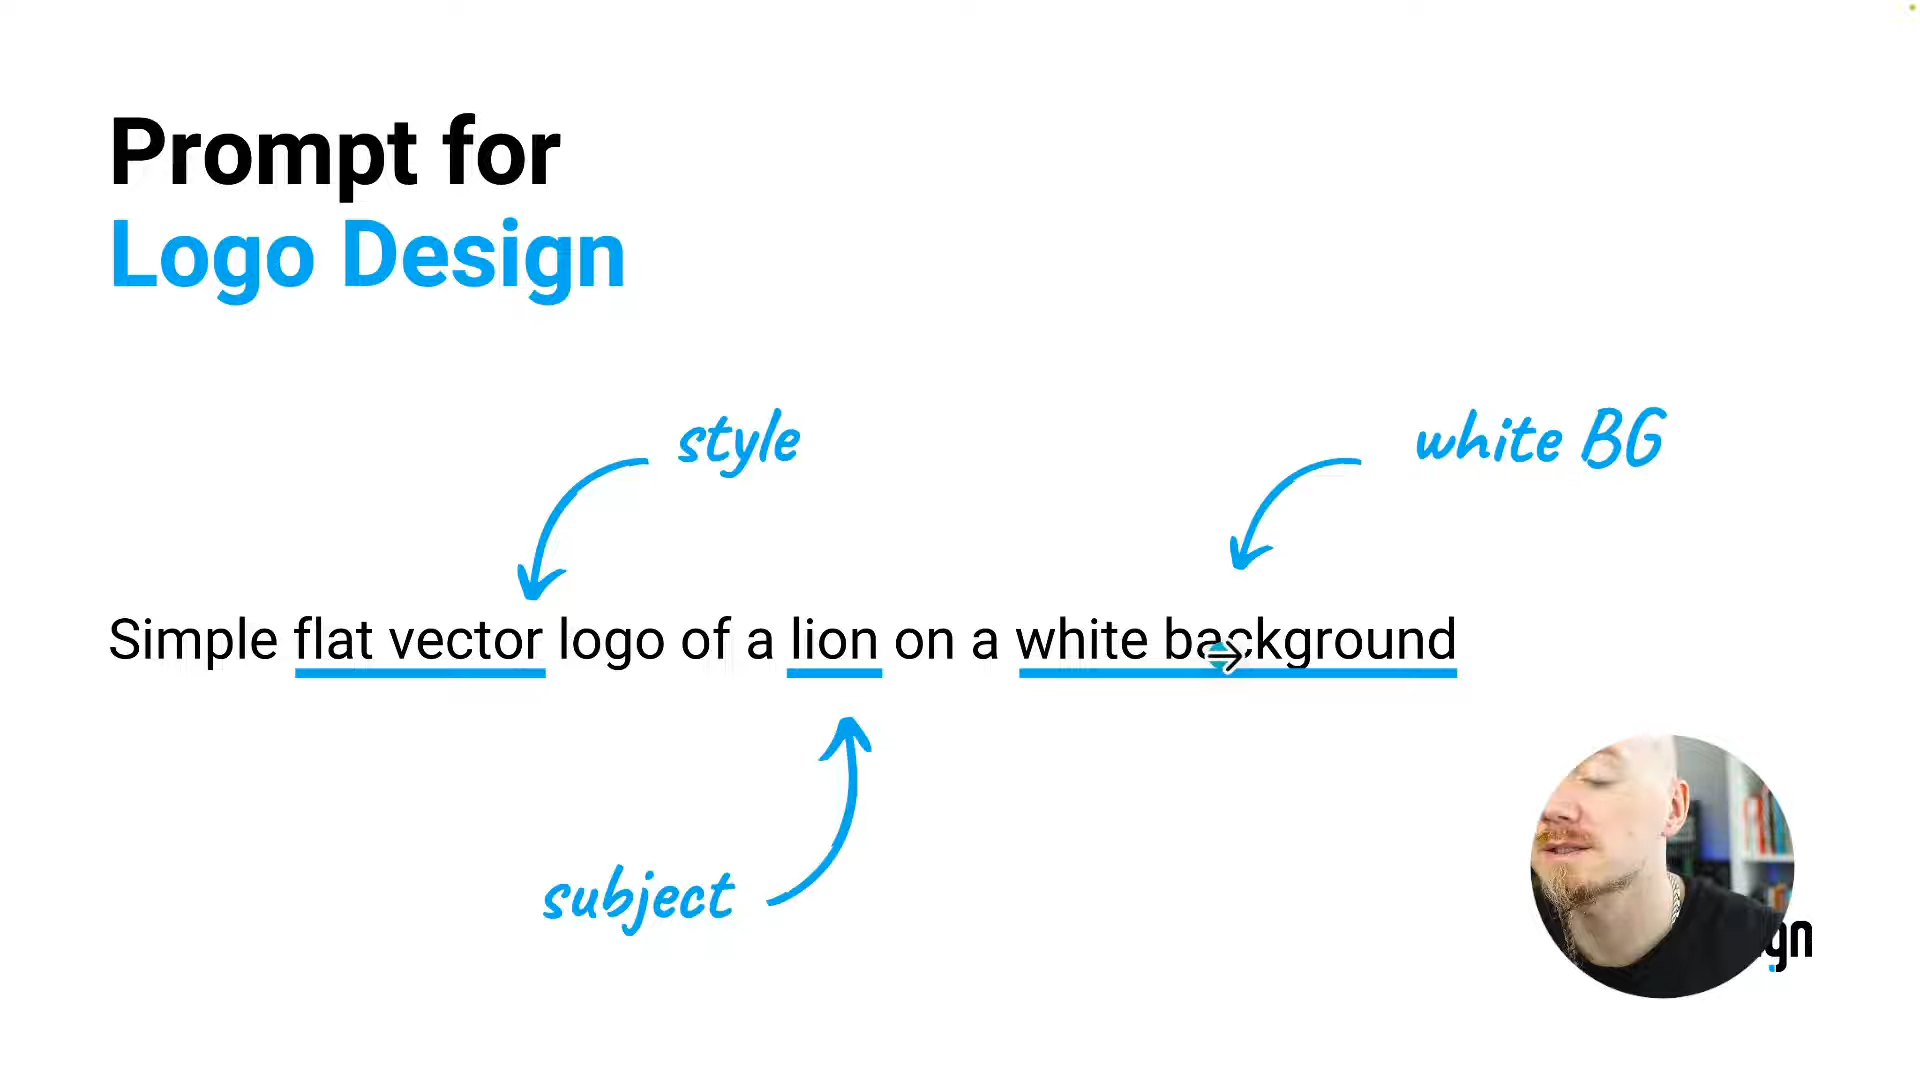 Prompt for
Logo Design
style
white BG
Simple flat vector logo of a lion on a white background
subject